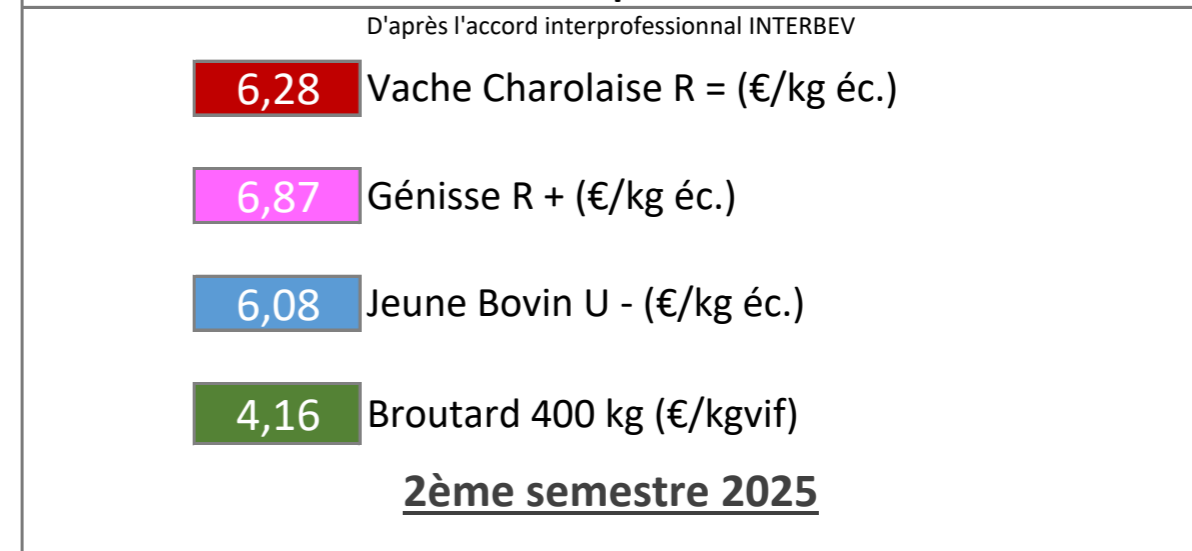 D'après l'accord interprofessionnal INTERBEV
6,28 Vache Charolaise R = (€/kg éc.)
6,87 Génisse R + (€/kg éc.)
6,08 Jeune Bovin U - (€/kg éc.)
4,16 Broutard 400 kg (€/kgvif)
2ème semestre 2025